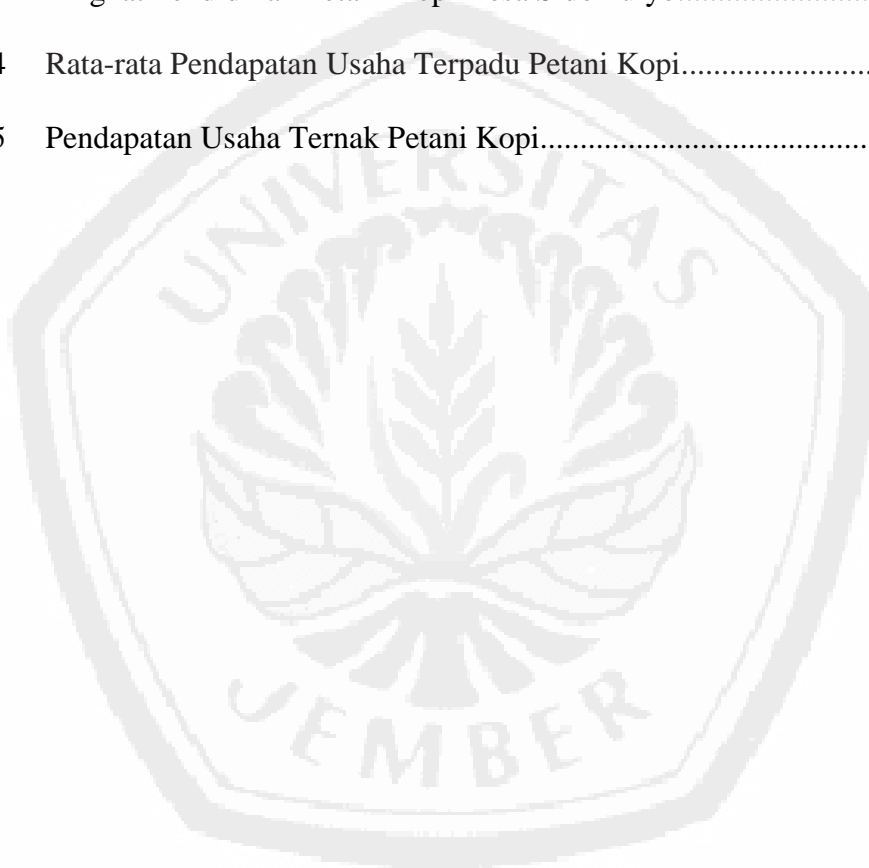 4 Rata-rata Pendapatan Usaha Terpadu Petani Kopi........................
5 Pendapatan Usaha Ternak Petani Kopi.........................................
UNIVERSITAS
JEMBER